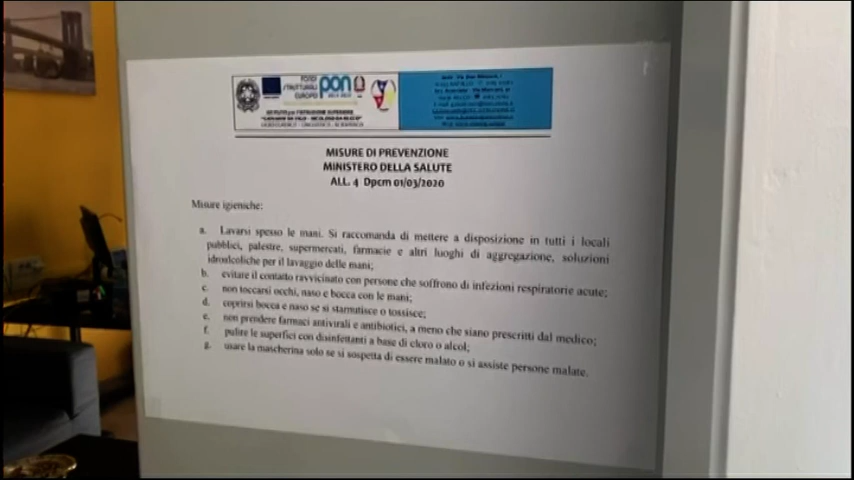 FONDI
STRUTTURALI
EUROPEI
pon
MISURE DI PREVENZIONE
MINISTERO DELLA SALUTE
ALL. 4 Dpcm 01/03/2020
Misure igieniche:
a. Lavarsi spesso le mani. Si raccomanda di mettere a disposizione in tutti i locali
pubblici, palestre, supermercati, farmacie e altri luoghi di aggregazione, soluzioni
idroalcoliche per il lavaggio delle mani;
b. evitare il contatto ravvicinato con persone che soffrono di infezioni respiratorie acute;
c. non toccarsi occhi, naso e bocca con le mani;
d. coprirsi bocca e naso se si starnutisce o tossisce;
e. non prendere farmaci antivirali e antibiotici, a meno che siano prescritti dal medico;
f. pulire le superfici con disinfettanti a base di cloro o alcol;
g. usare la mascherina solo se si sospetta di essere malato o si assiste persone malate.